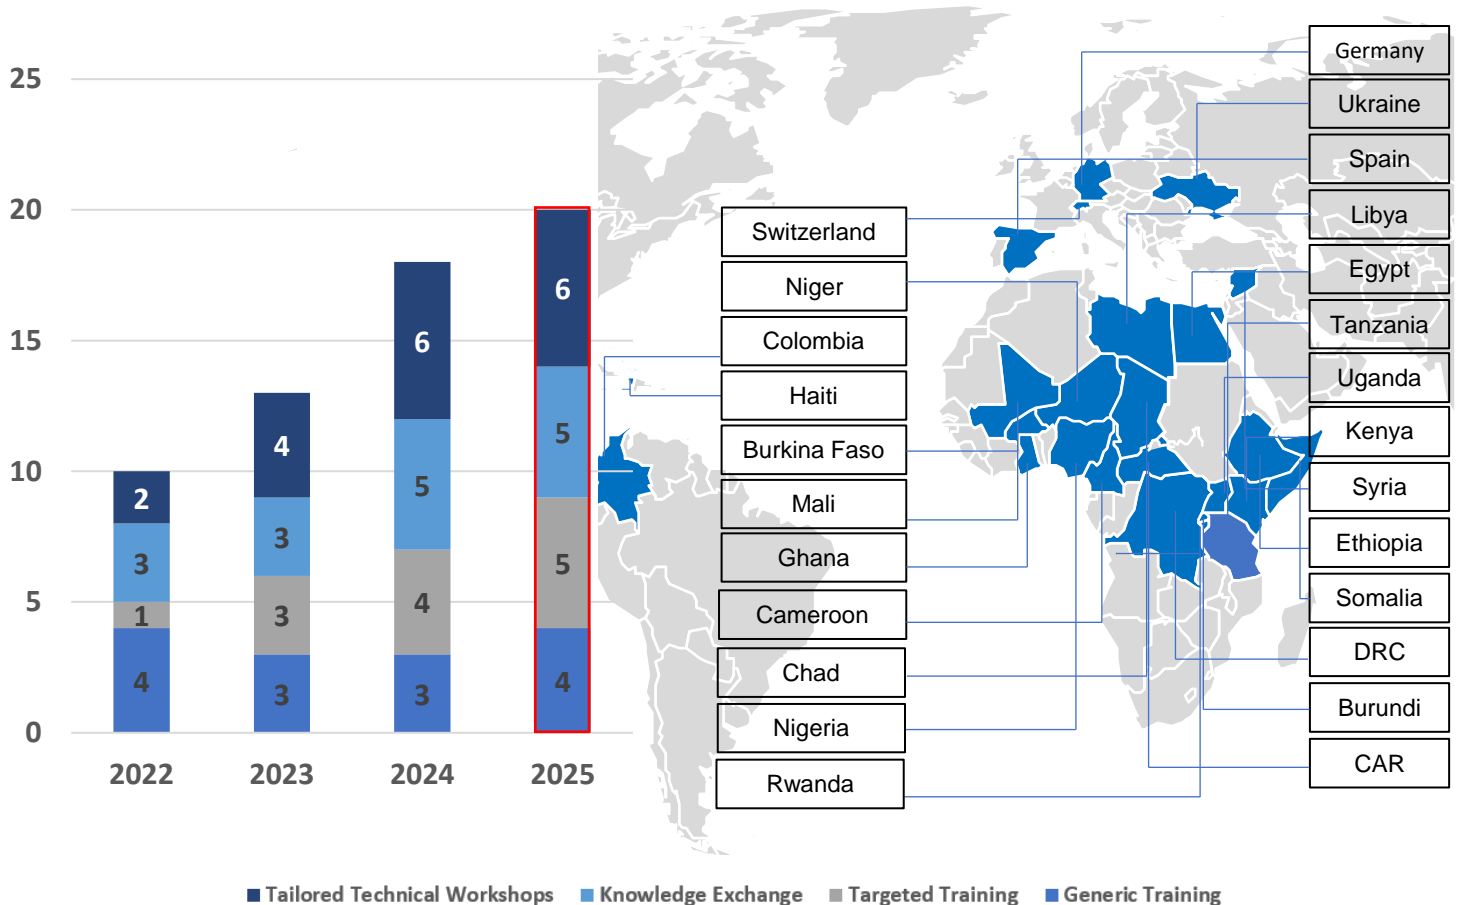 25
20
15
10
5
0
2
3
1
4
4
3
3
3
6
5
4
3
6
5
5
4
2022
2023
2024
2025
Switzerland
Niger
Colombia
Haiti
Burkina Faso
Mali
Ghana
Cameroon
Chad
Nigeria
Rwanda
Germany
Ukraine
Spain
Libya
Egypt
Tanzania
Uganda
Kenya
Syria
Ethiopia
Somalia
DRC
Burundi
CAR
Tailored Technical Workshops Knowledge Exchange Targeted Training Generic Training